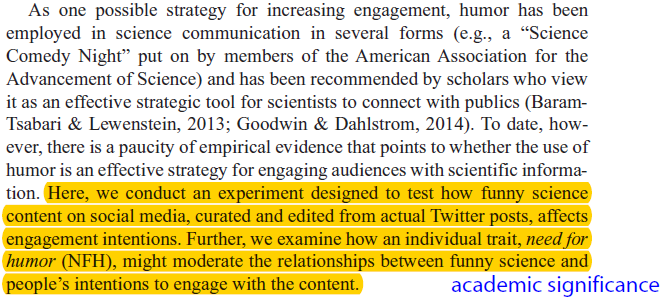 As one possible strategy for increasing engagement, humor has been
employed in science communication in several forms (e.g., a “Science
Comedy Night” put on by members of the American Association for the
Advancement of Science) and has been recommended by scholars who view
it as an effective strategic tool for scientists to connect with publics (Baram-
Tsabari & Lewenstein, 2013; Goodwin & Dahlstrom, 2014). To date, how-
ever, there is a paucity of empirical evidence that points to whether the use of
humor is an effective strategy for engaging audiences with scientific informa-
tion. Here, we conduct an experiment designed to test how funny science
content on social media, curated and edited from actual Twitter posts, affects
engagement intentions. Further, we examine how an individual trait, need for
humor (NFH), might moderate the relationships between funny science and
people’s intentions to engage with the content.
academic significance